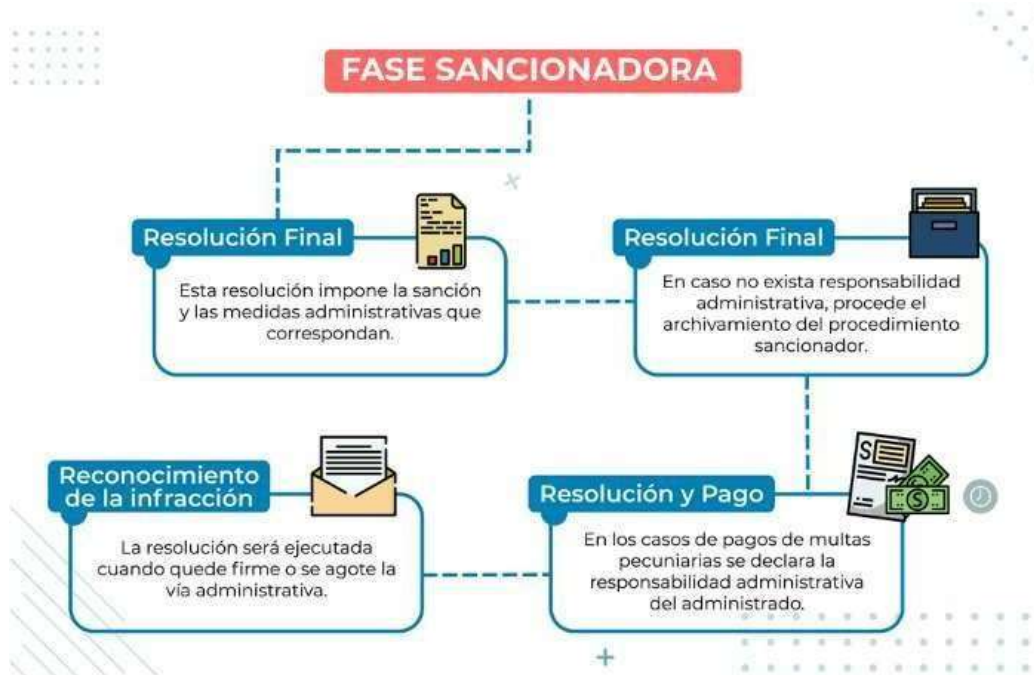 FASE SANCIONADORA
Resolución Final
Esta resolución impone la sanción
y las medidas administrativas que
correspondan.
Resolución Final
En caso no exista responsabilidad
administrativa, procede el
archivamiento del procedimiento
sancionador.
Reconocimiento
de la infracción
La resolución será ejecutada
cuando quede firme o se agote la
vía administrativa.
Resolución y Pago
En los casos de pagos de multas
pecuniarias se declara la
responsabilidad administrativa
del administrado.